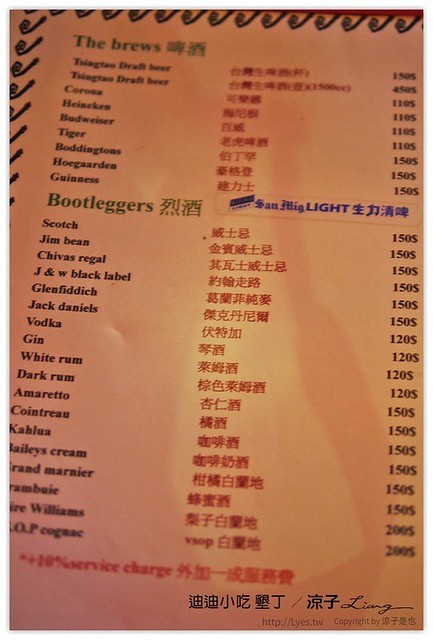 The brews 啤酒
Tsingtao Draft beer 台灣生啤酒(杯) 150$
Tsingtao Draft beer 台灣生啤酒(壺)(1500cc) 450$
Corona 可樂娜 110$
Heineken 海尼根 110$
Budweiser 百威 110$
Tiger 老虎啤酒 110$
Boddingtons 伯丁罕 150$
Hoegaarden 豪格登 150$
Guinness 建力士 150$
San Mig LIGHT 生力清啤
Bootleggers 烈酒
Scotch 威士忌 150$
Jim bean 金賓威士忌 150$
Chivas regal 其瓦士威士忌 150$
J & w black label 約翰走路 150$
Glenfiddich 葛蘭菲純麥 150$
Jack daniels 傑克丹尼爾 150$
Vodka 伏特加 120$
Gin 琴酒 120$
White rum 萊姆酒 120$
Dark rum 棕色萊姆酒 120$
Amaretto 杏仁酒 150$
Cointreau 橘酒 150$
Kahlua 咖啡酒 150$
Baileys cream 咖啡奶酒 150$
rand marnier 柑橘白蘭地 150$
rambuie 蜂蜜酒 150$
ire Williams 梨子白蘭地 200$
.O.P cognac vsop 白蘭地 200$
*+10%service charge 外加一成服務費
迪迪小吃 墾丁 / 涼子 Liang
http://Lyes.tw Copyright by 涼子是也